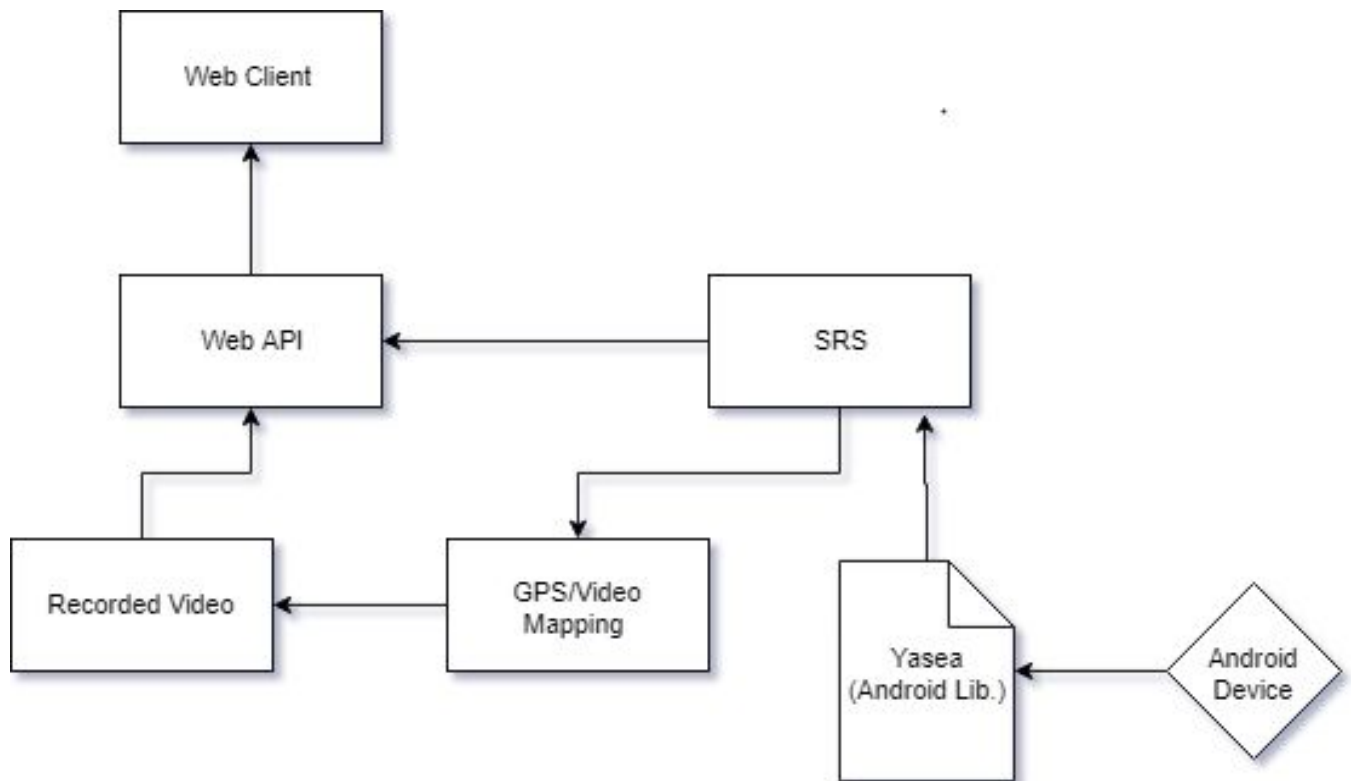 Web Client
Web API
SRS
Recorded Video
GPS/Video
Mapping
Yasea
(Android Lib.)
Android
Device